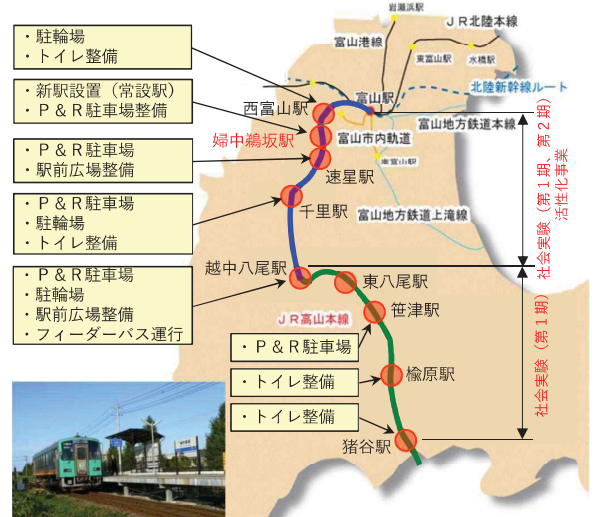 ・駐輪場
・トイレ整備
・新駅設置（常設駅）
・Ｐ＆Ｒ駐車場整備
・Ｐ＆Ｒ駐車場
・駅前広場整備
・Ｐ＆Ｒ駐車場
・駐輪場
・トイレ整備
・Ｐ＆Ｒ駐車場
・駐輪場
・駅前広場整備
・フィーダーバス運行
岩瀬浜駅
ＪＲ北陸本線
富山港線
東富山駅
水橋駅
北陸新幹線ルート
富山駅
西富山駅
富山地方鉄道本線
富山市内軌道
婦中鵜坂駅
南富山駅
速星駅
千里駅
富山地方鉄道上滝線
越中八尾駅
東八尾駅
笹津駅
ＪＲ高山本線
・Ｐ＆Ｒ駐車場
・トイレ整備
楡原駅
・トイレ整備
猪谷駅
社会実験（第１期、第２期）
活性化事業
社会実験（第１期）